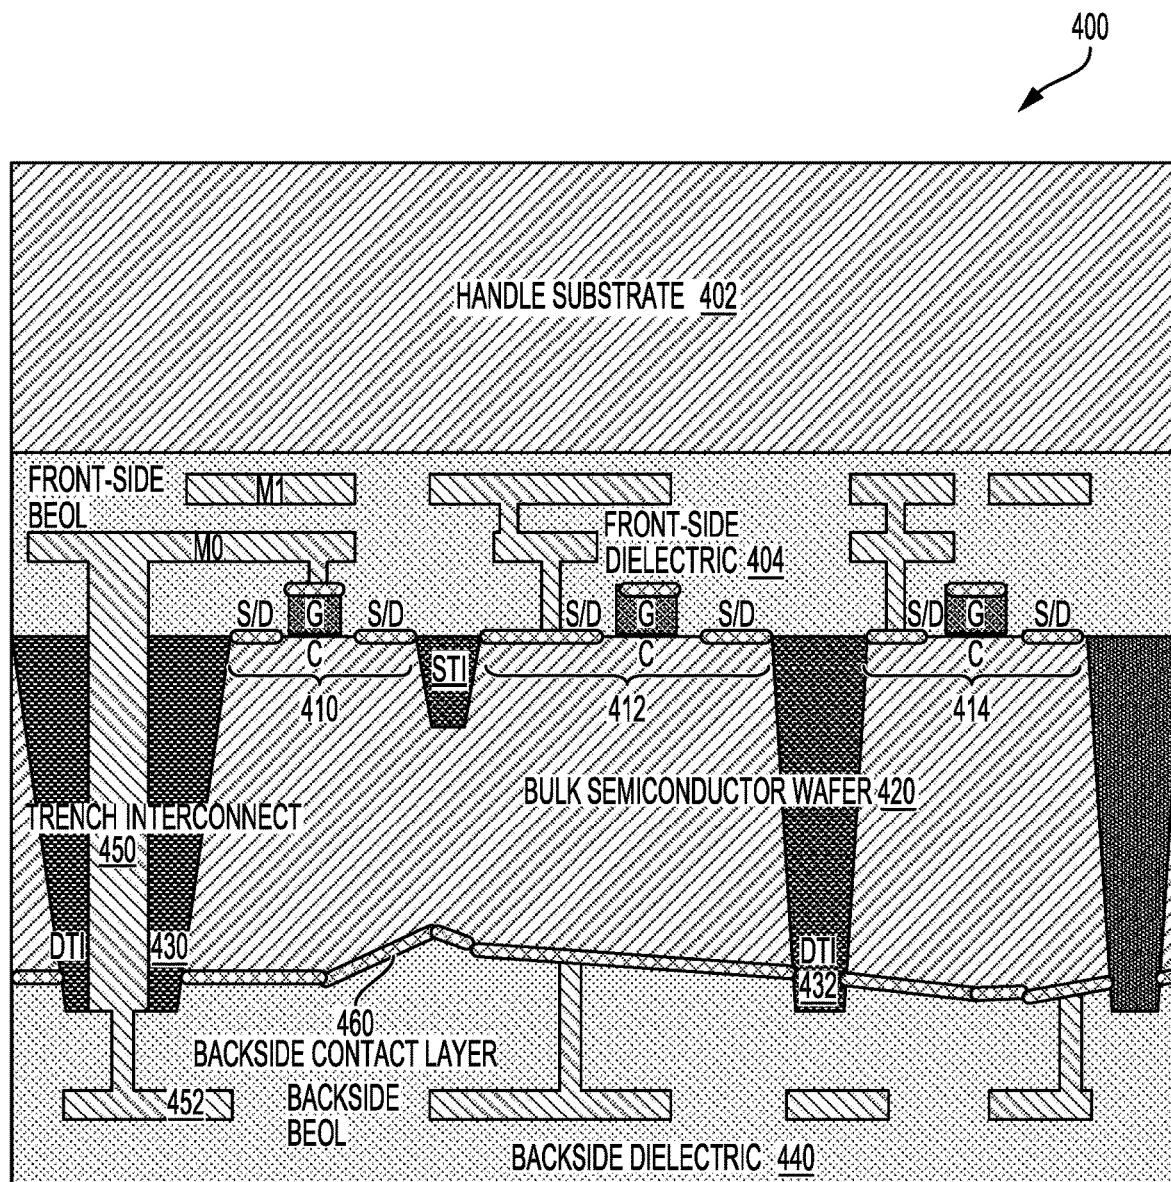 400
HANDLE SUBSTRATE 402
FRONT-SIDE
BEOL
M1
M0
FRONT-SIDE
DIELECTRIC 404
S/D G S/D S/D G S/D S/D G S/D
C STI C C
410 412 414
BULK SEMICONDUCTOR WAFER 420
TRENCH INTERCONNECT
450
DTI 430
DTI
432
460
BACKSIDE CONTACT LAYER
452
BACKSIDE
BEOL
BACKSIDE DIELECTRIC 440